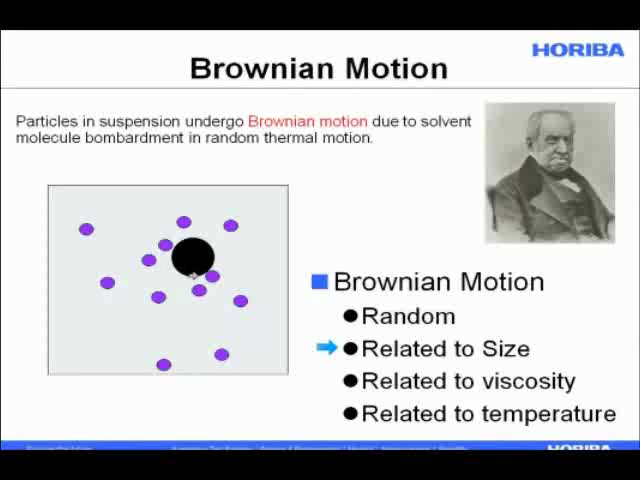 HORIBA
Brownian Motion
Particles in suspension undergo Brownian motion due to solvent
molecule bombardment in random thermal motion.
Brownian Motion
Random
Related to Size
Related to viscosity
Related to temperature
HORIBA